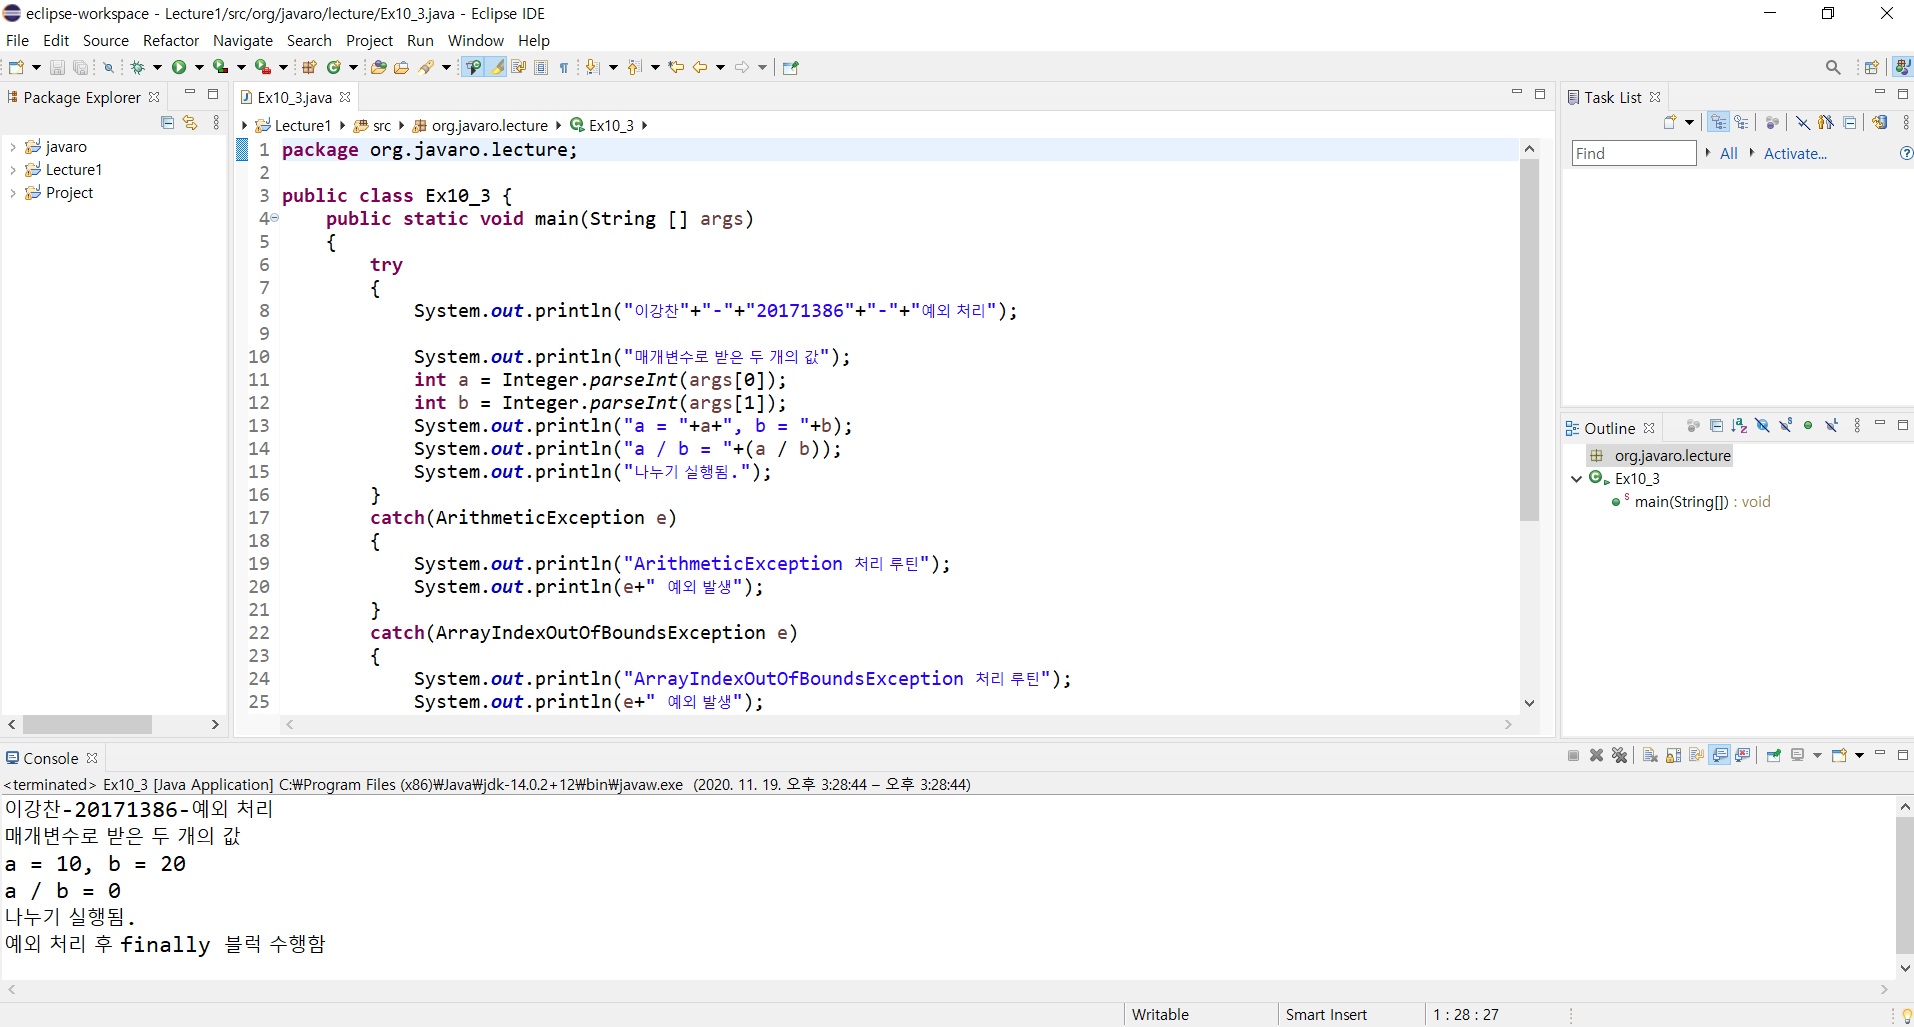 eclipse-workspace - Lecture1/src/org/javaro/lecture/Ex10_3.java - Eclipse IDE
File Edit Source Refactor Navigate Search Project Run Window Help
Package Explorer
javaro
Lecture1
Project
Ex10_3.java
Lecture1 src org.javaro.lecture Ex10_3
1 package org.javaro.lecture;
2
3 public class Ex10_3 {
4 public static void main(String [] args)
5 {
6 try
7 {
8 System.out.println("이강찬"+"-"+"20171386"+"-"+"예외 처리");
9
10 System.out.println("매개변수로 받은 두 개의 값");
11 int a = Integer.parseInt(args[0]);
12 int b = Integer.parseInt(args[1]);
13 System.out.println("a = "+a+", b = "+b);
14 System.out.println("a / b = "+(a / b));
15 System.out.println("나누기 실행됨.");
16 }
17 catch(ArithmeticException e)
18 {
19 System.out.println("ArithmeticException 처리 루틴");
20 System.out.println(e+" 예외 발생");
21 }
22 catch(ArrayIndexOutOfBoundsException e)
23 {
24 System.out.println("ArrayIndexOutOfBoundsException 처리 루틴");
25 System.out.println(e+" 예외 발생");
Task List
Find All Activate...
Outline
org.javaro.lecture
Ex10_3
main(String[]) : void
Console
<terminated> Ex10_3 [Java Application] C:₩Program Files (x86)₩Java₩jdk-14.0.2+12₩bin₩javaw.exe (2020. 11. 19. 오후 3:28:44 – 오후 3:28:44)
이강찬-20171386-예외 처리
매개변수로 받은 두 개의 값
a = 10, b = 20
a / b = 0
나누기 실행됨.
예외 처리 후 finally 블럭 수행함
Writable Smart Insert 1 : 28 : 27